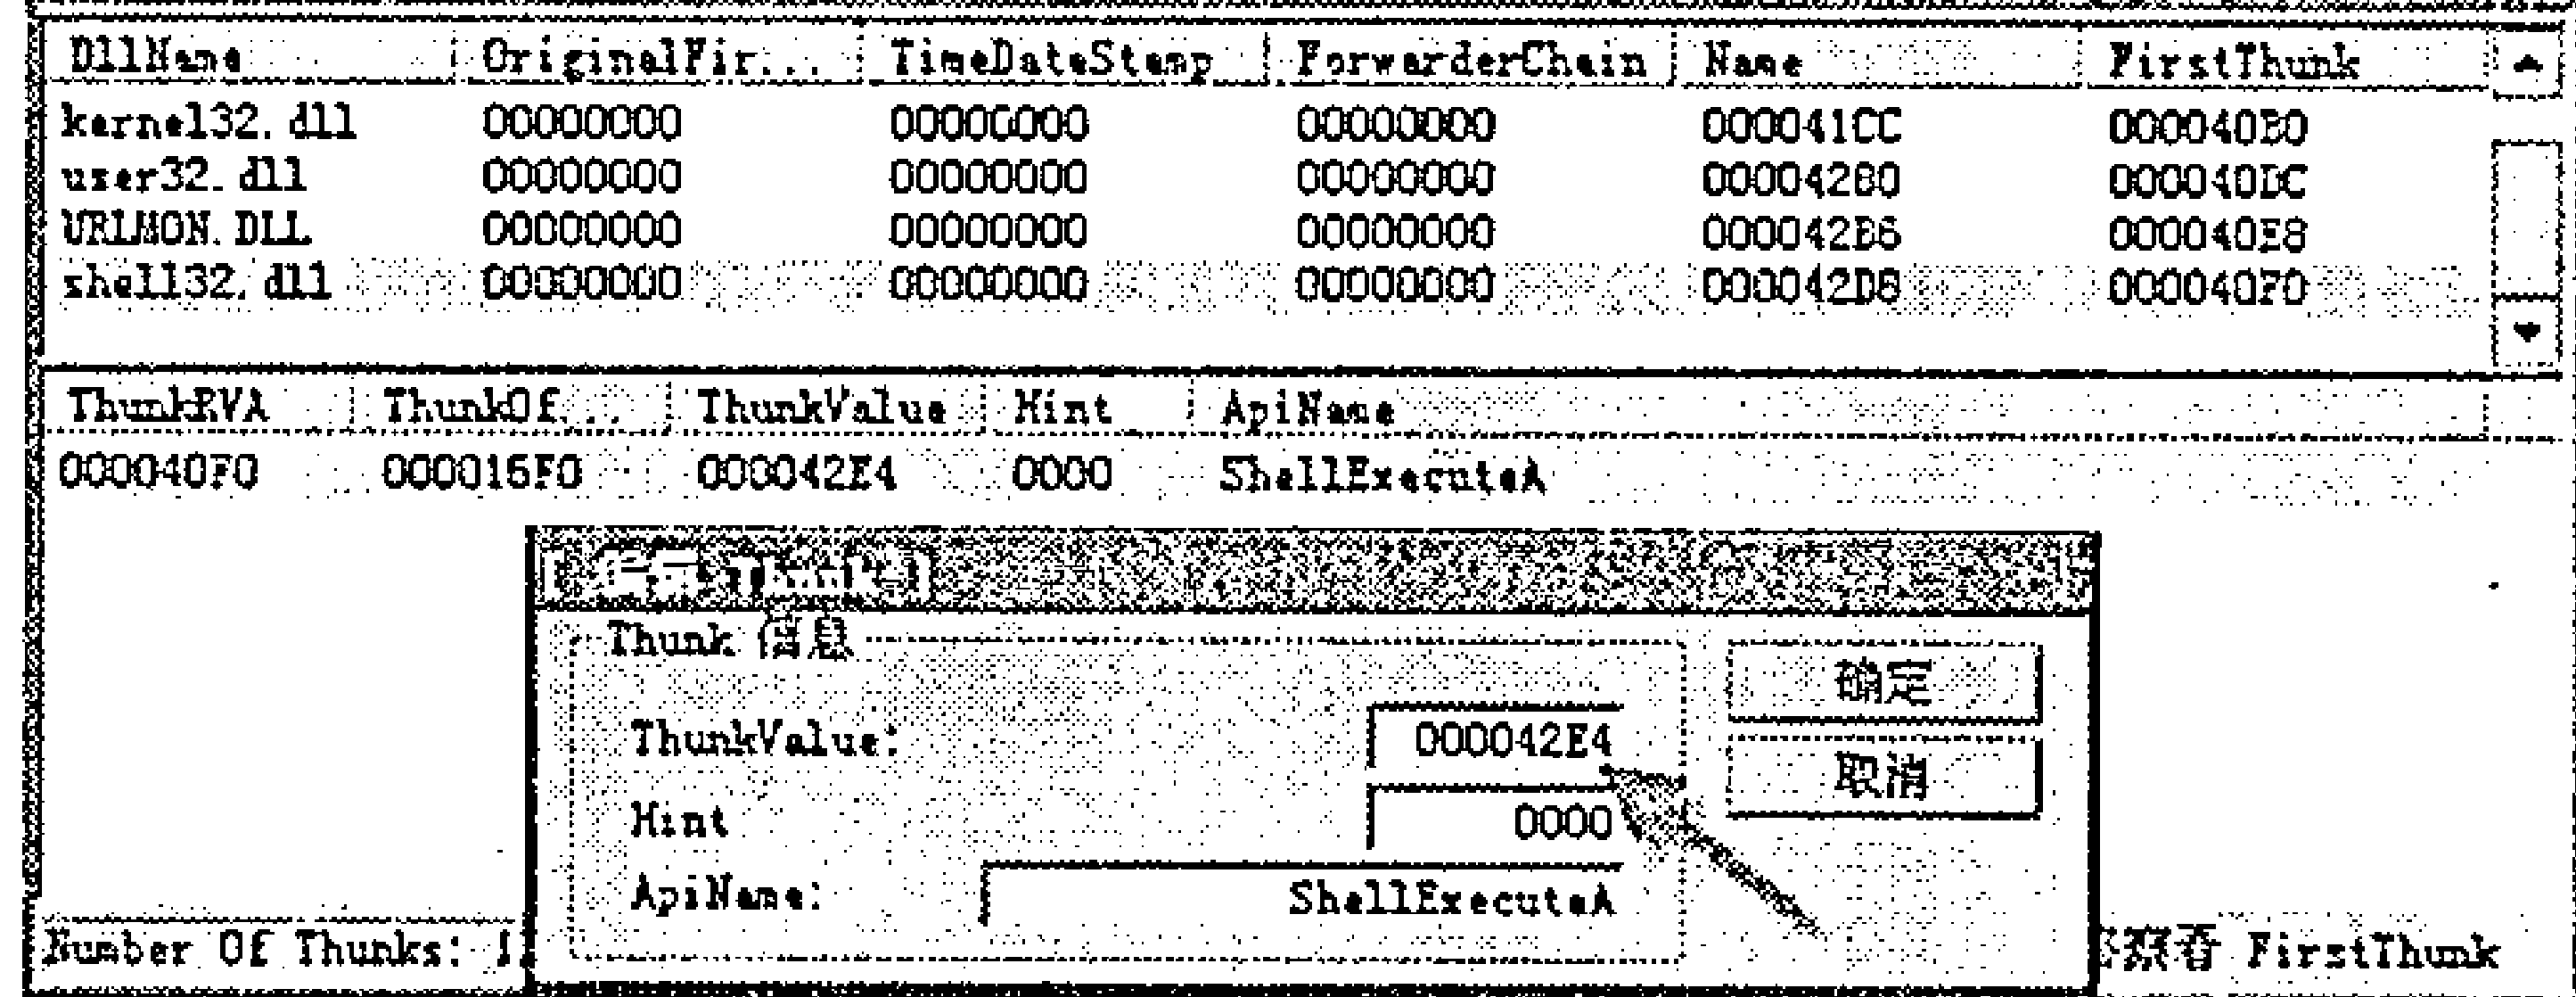 DllName OriginalFir... TimeDateStamp ForwarderChain Name FirstThunk
kernel32.dll 00000000 00000000 00000000 000041CC 000040B0
user32.dll 00000000 00000000 00000000 00004280 000040DC
URLMON.DLL 00000000 00000000 00000000 000042B6 000040E8
shell32.dll 00000000 00000000 00000000 000042D8 000040F0
ThunkRVA ThunkOf... ThunkValue Hint ApiName
000040F0 000016F0 000042E4 0000 ShellExecuteA
Thunk 信息
确定
ThunkValue: 000042E4
取消
Hint 0000
ApiName: ShellExecuteA
Number Of Thunks: 1
FirstThunk